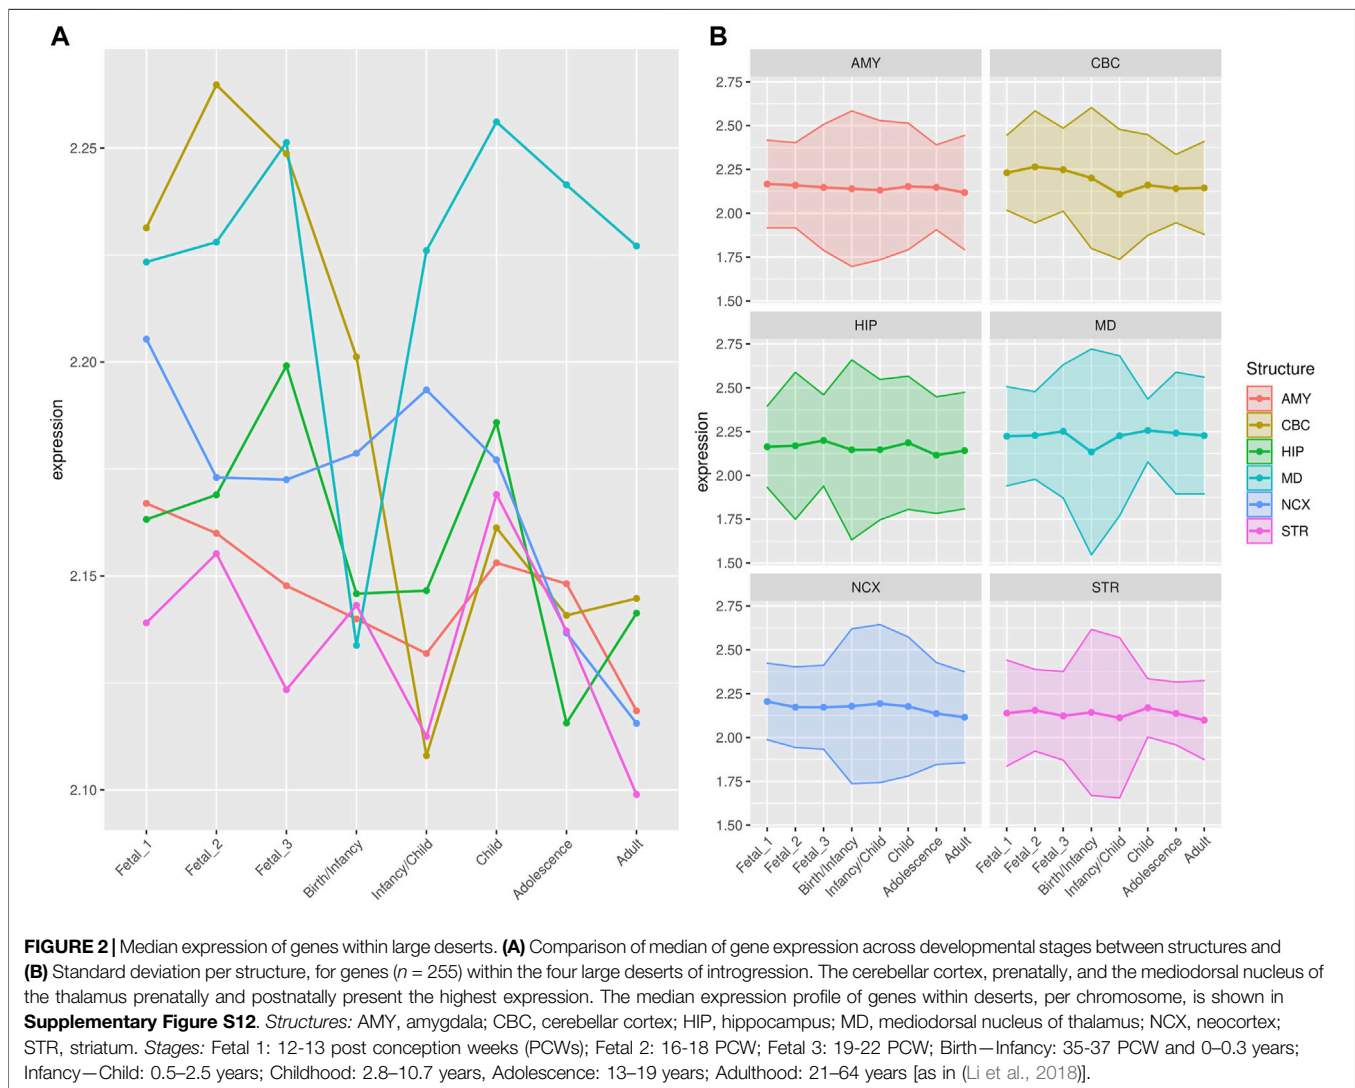 A
expression
2.25
2.20
2.15
2.10
Fetal_1
Fetal_2
Fetal_3
Birth/Infancy
Infancy/Child
Child
Adolescence
Adult
B
AMY
CBC
2.75
2.50
2.25
2.00
1.75
1.50
HIP
MD
expression
2.75
2.50
2.25
2.00
1.75
1.50
NCX
STR
2.75
2.50
2.25
2.00
1.75
1.50
Fetal_1
Fetal_2
Fetal_3
Birth/Infancy
Infancy/Child
Child
Adolescence
Adult
Fetal_1
Fetal_2
Fetal_3
Birth/Infancy
Infancy/Child
Child
Adolescence
Adult
Structure
AMY
CBC
HIP
MD
NCX
STR
FIGURE 2 | Median expression of genes within large deserts. (A) Comparison of median of gene expression across developmental stages between structures and
(B) Standard deviation per structure, for genes (n = 255) within the four large deserts of introgression. The cerebellar cortex, prenatally, and the mediodorsal nucleus of
the thalamus prenatally and postnatally present the highest expression. The median expression profile of genes within deserts, per chromosome, is shown in
Supplementary Figure S12. Structures: AMY, amygdala; CBC, cerebellar cortex; HIP, hippocampus; MD, mediodorsal nucleus of thalamus; NCX, neocortex;
STR, striatum. Stages: Fetal 1: 12-13 post conception weeks (PCWs); Fetal 2: 16-18 PCW; Fetal 3: 19-22 PCW; Birth—Infancy: 35-37 PCW and 0–0.3 years;
Infancy—Child: 0.5–2.5 years; Childhood: 2.8–10.7 years, Adolescence: 13–19 years; Adulthood: 21–64 years [as in (Li et al., 2018)].